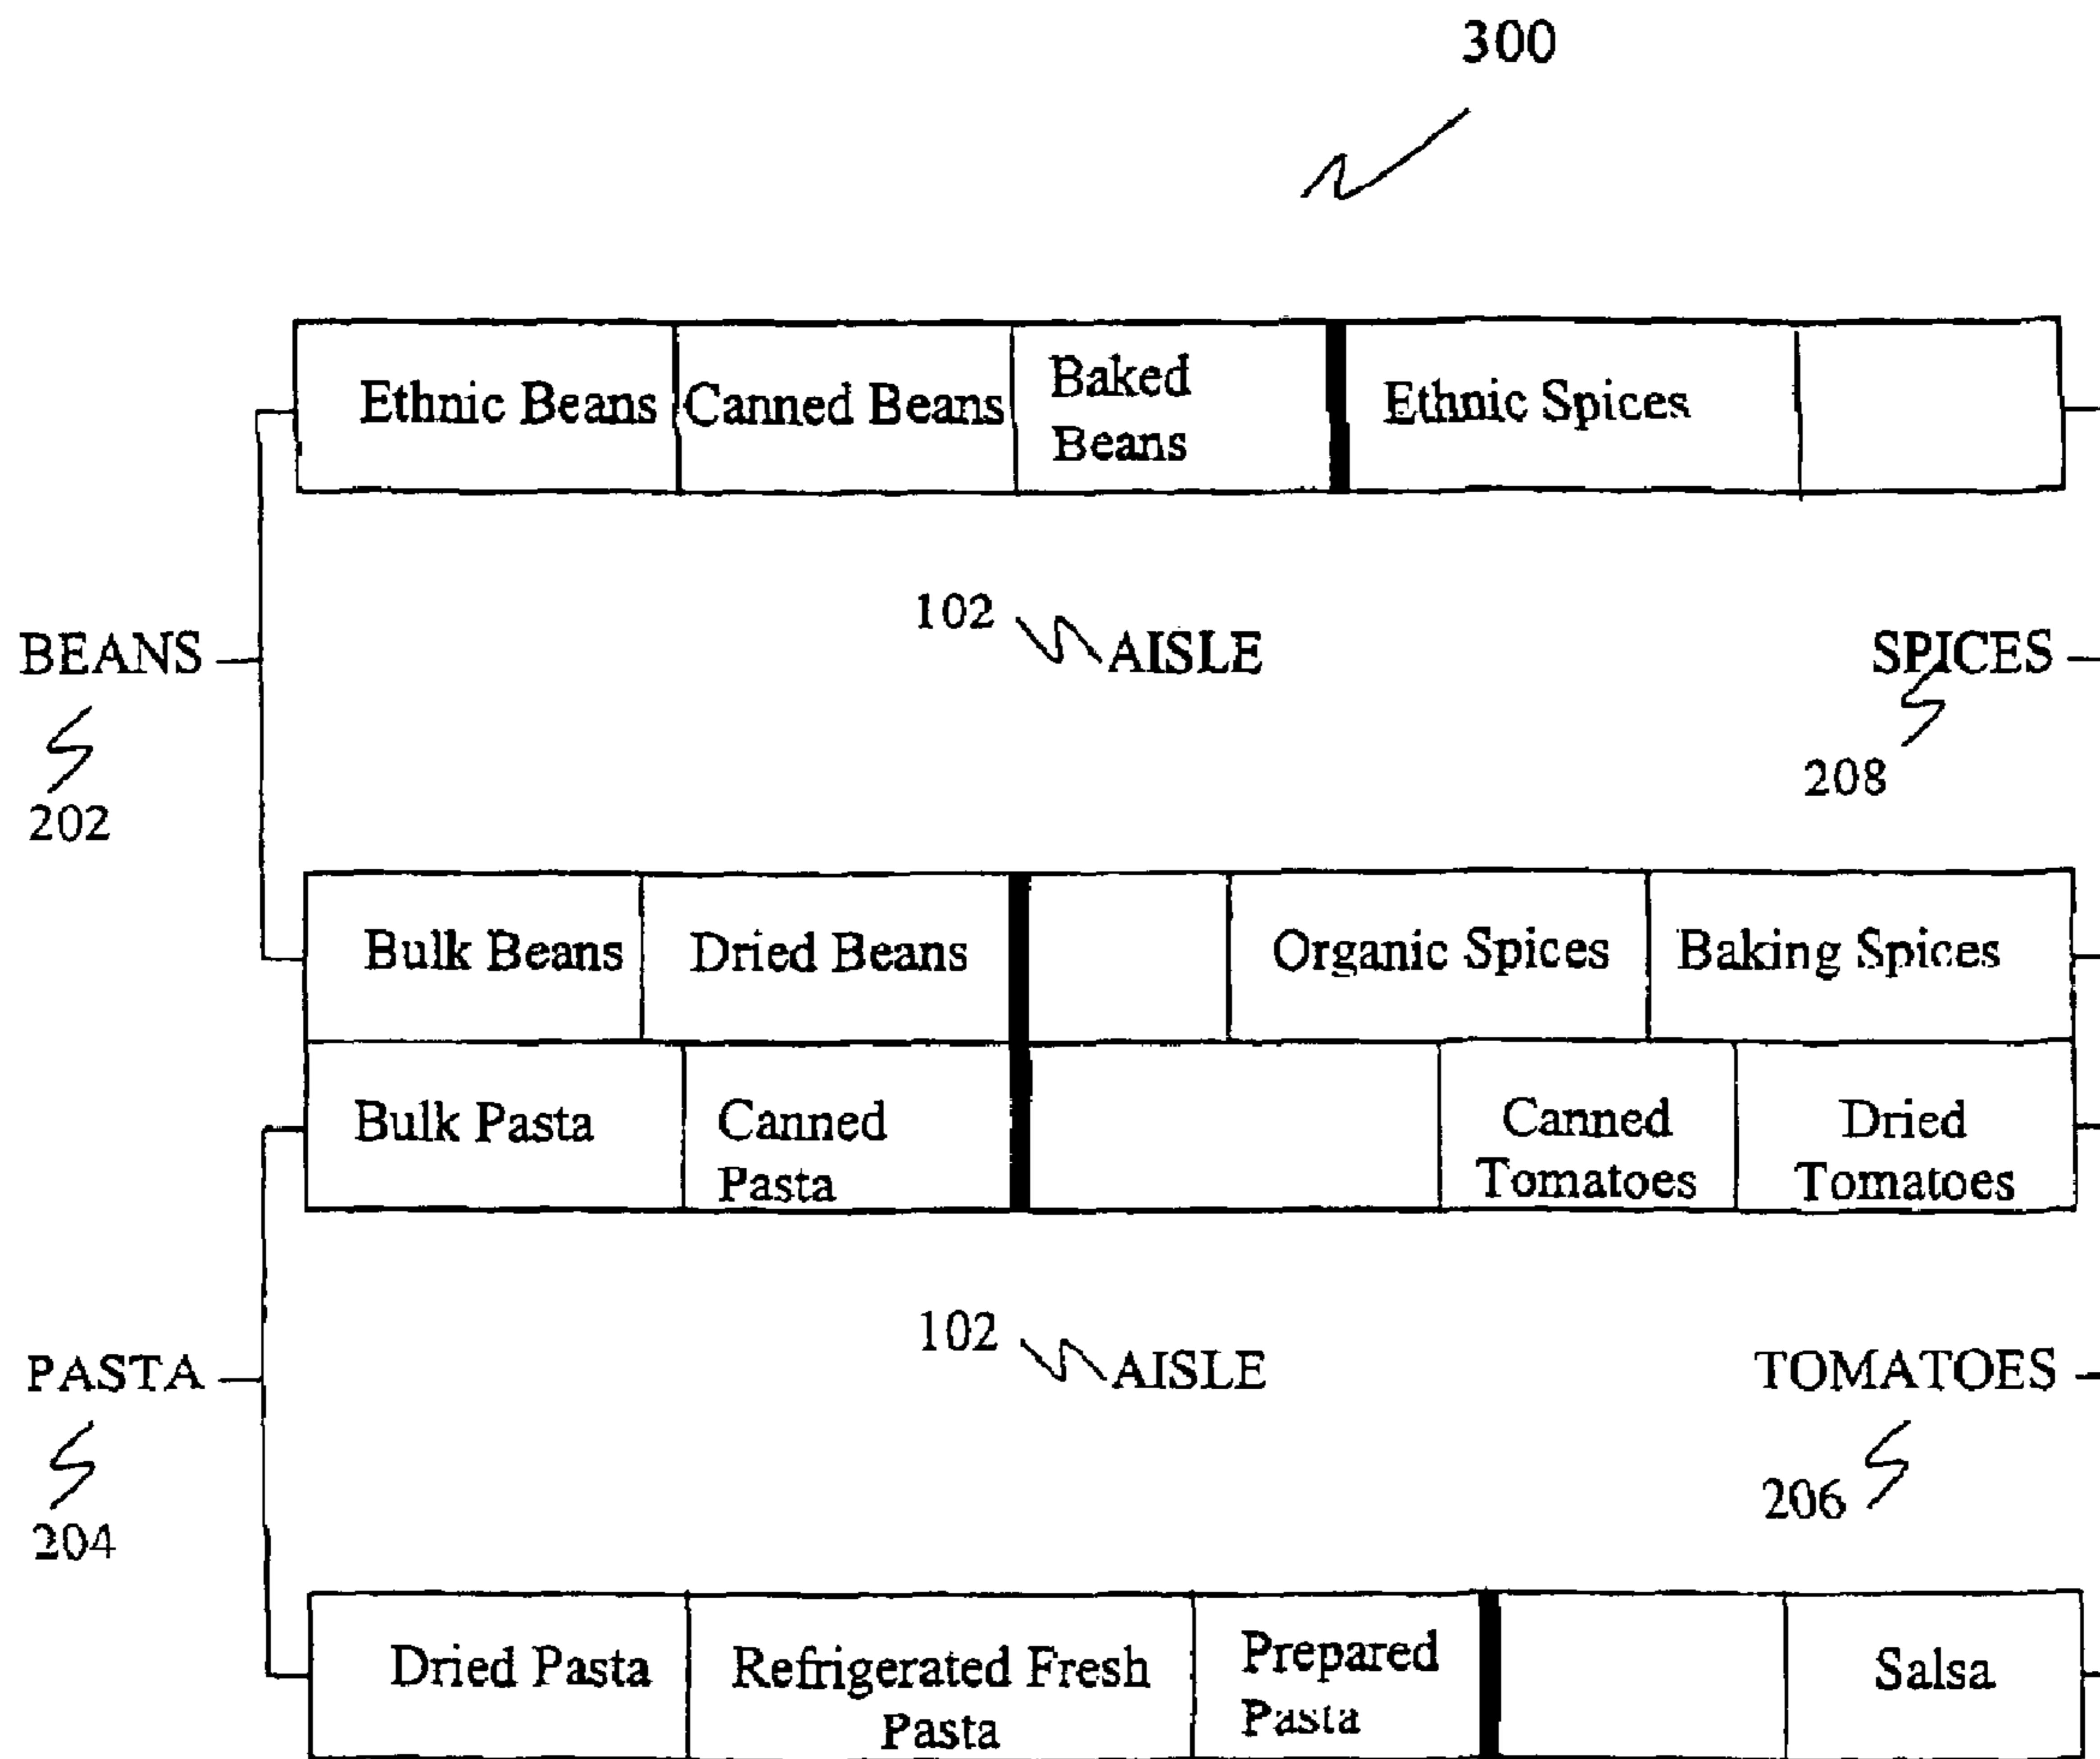 300
Ethnic Beans
Canned Beans
Baked
Beans
Ethnic Spices
102
AISLE
BEANS
SPICES
208
202
Bulk Beans
Dried Beans
Organic Spices
Baking Spices
Bulk Pasta
Canned
Pasta
Canned
Tomatoes
Dried
Tomatoes
102
AISLE
PASTA
TOMATOES
206
204
Dried Pasta
Refrigerated Fresh
Pasta
Prepared
Pasta
Salsa